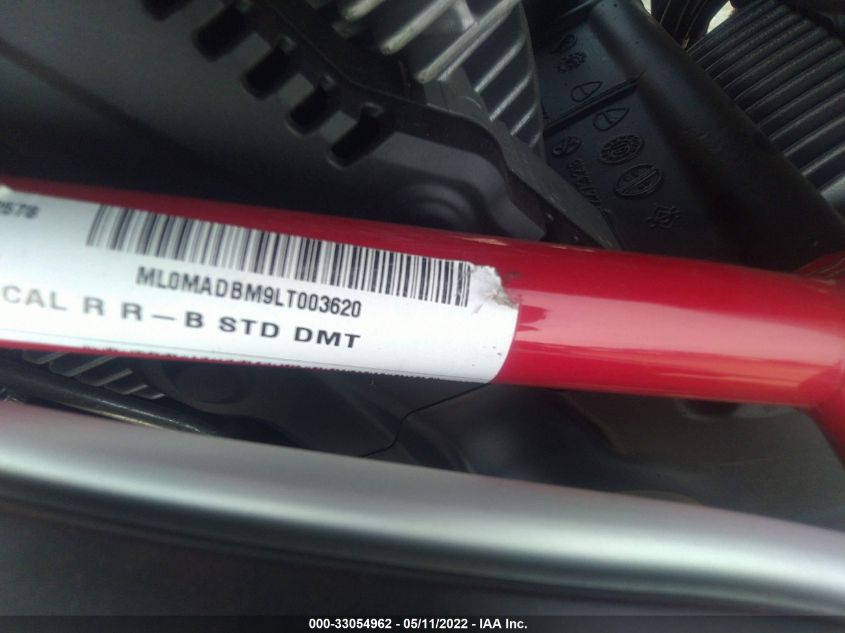 ML0MADBM9LT003620
CAL R R-B STD DMT
000-33054962 - 05/11/2022 - IAA Inc.